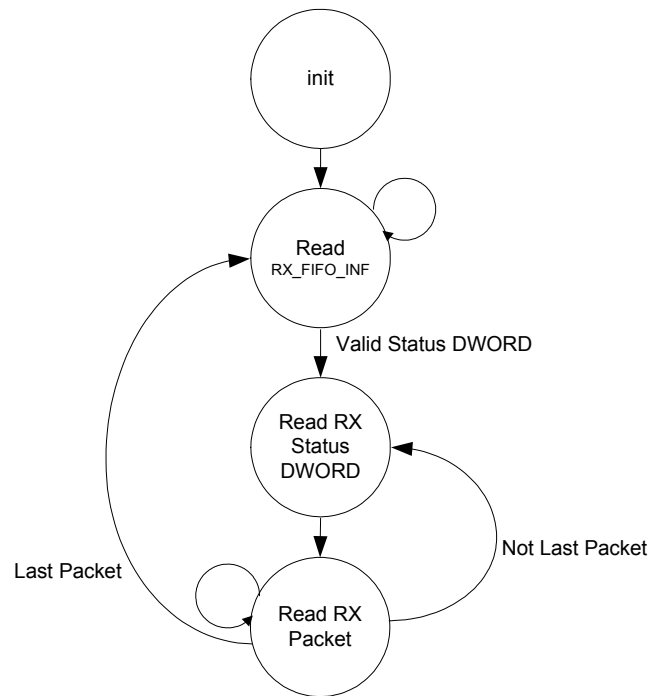 init
Read
RX_FIFO_INF
Valid Status DWORD
Read RX
Status
DWORD
Not Last Packet
Last Packet
Read RX
Packet